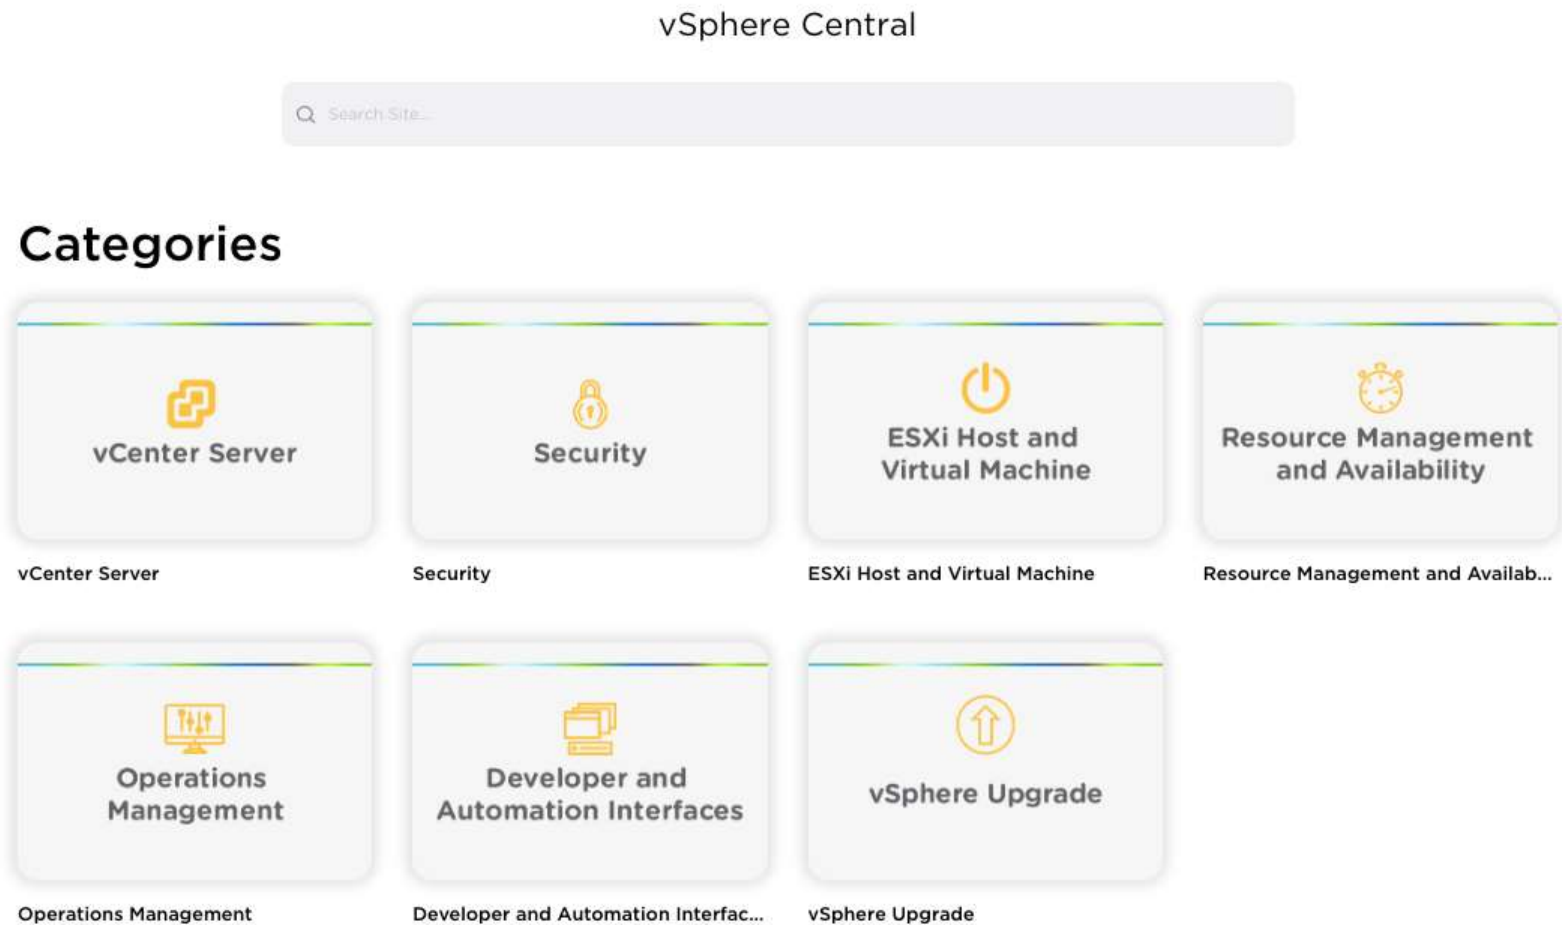 vSphere Central
Search Site...
Categories
vCenter Server
Security
ESXi Host and
Virtual Machine
Resource Management
and Availability
vCenter Server
Security
ESXi Host and Virtual Machine
Resource Management and Availab...
Operations
Management
Developer and
Automation Interfaces
vSphere Upgrade
Operations Management
Developer and Automation Interfac...
vSphere Upgrade